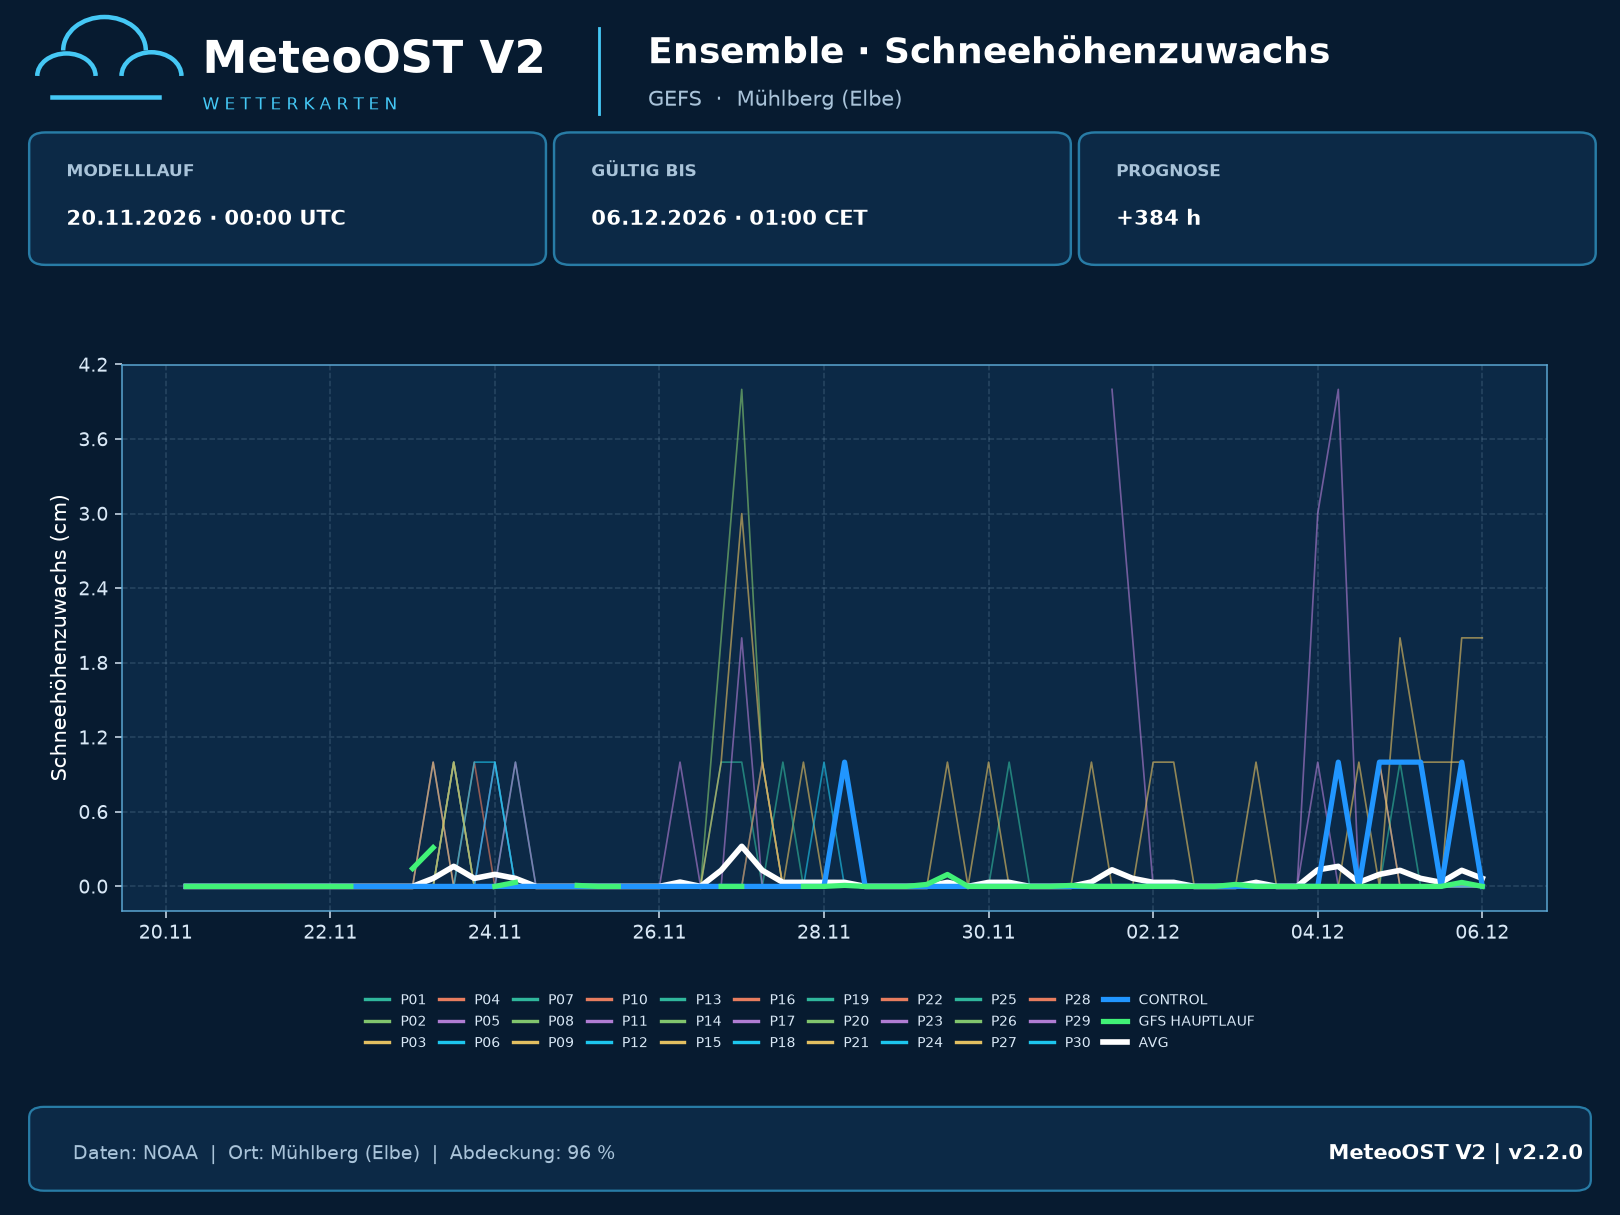 MeteoOST V2
WETTERKARTEN
Ensemble · Schneehöhenzuwachs
GEFS · Mühlberg (Elbe)
MODELLLAUF
20.11.2026 · 00:00 UTC
GÜLTIG BIS
06.12.2026 · 01:00 CET
PROGNOSE
+384 h
Schneehöhenzuwachs (cm)
4.2
3.6
3.0
2.4
1.8
1.2
0.6
0.0
20.11 22.11 24.11 26.11 28.11 30.11 02.12 04.12 06.12
P01 P04 P07 P10 P13 P16 P19 P22 P25 P28 CONTROL
P02 P05 P08 P11 P14 P17 P20 P23 P26 P29 GFS HAUPTLAUF
P03 P06 P09 P12 P15 P18 P21 P24 P27 P30 AVG
Daten: NOAA | Ort: Mühlberg (Elbe) | Abdeckung: 96 %
MeteoOST V2 | v2.2.0